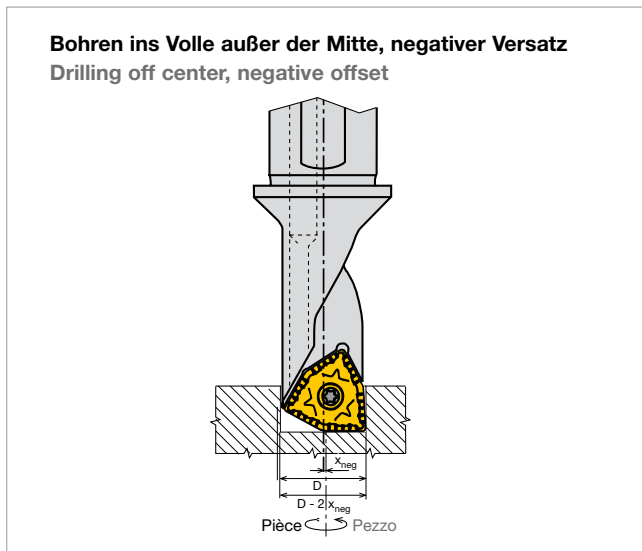 Bohren ins Volle außer der Mitte, negativer Versatz
Drilling off center, negative offset
xneg
D
D - 2 xneg
Pièce Pezzo